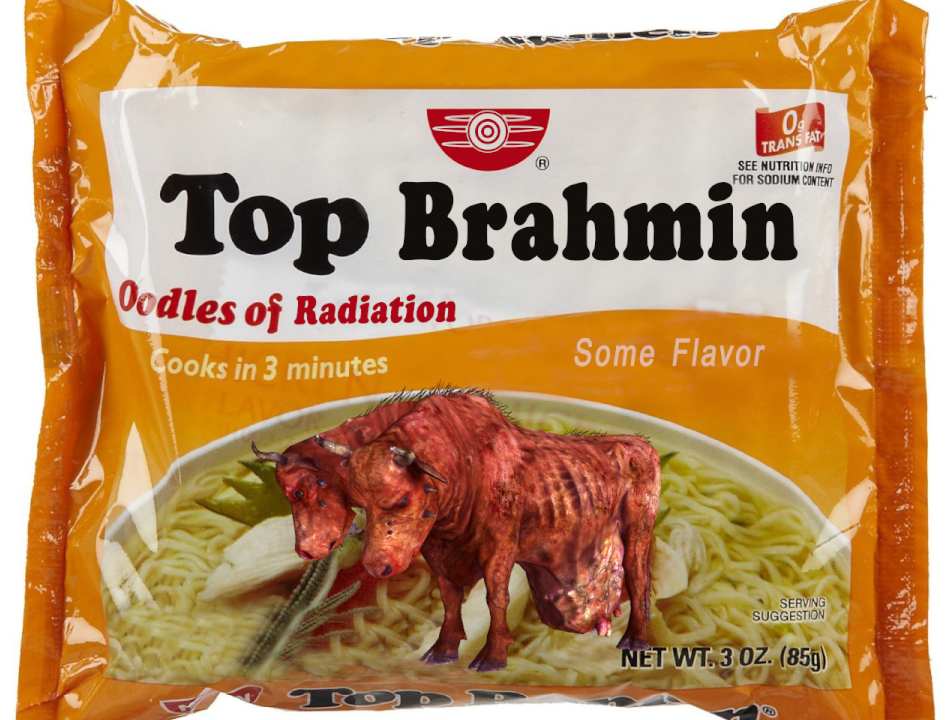 0g
TRANS FAT
SEE NUTRITION INFO
FOR SODIUM CONTENT
®
Top Brahmin
Oodles of Radiation
Cooks in 3 minutes
Some Flavor
SERVING
SUGGESTION
NET WT. 3 OZ. (85g)
Top
®